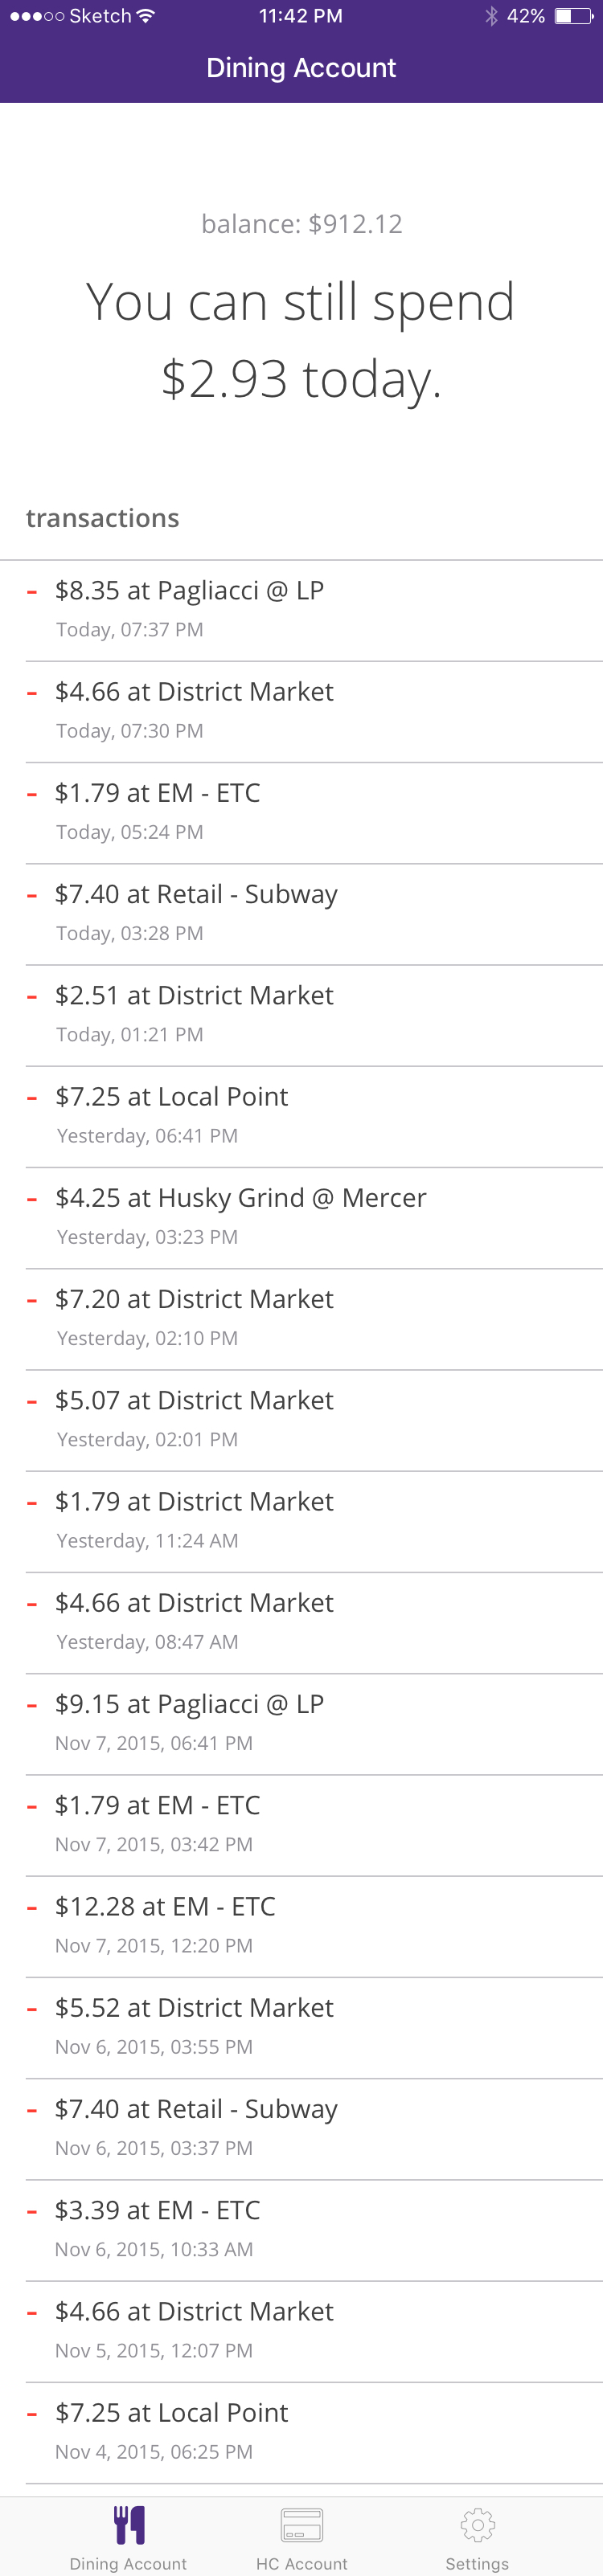 Sketch 11:42 PM 42%
Dining Account
balance: $912.12
You can still spend
$2.93 today.
transactions
- $8.35 at Pagliacci @ LP
Today, 07:37 PM
- $4.66 at District Market
Today, 07:30 PM
- $1.79 at EM - ETC
Today, 05:24 PM
- $7.40 at Retail - Subway
Today, 03:28 PM
- $2.51 at District Market
Today, 01:21 PM
- $7.25 at Local Point
Yesterday, 06:41 PM
- $4.25 at Husky Grind @ Mercer
Yesterday, 03:23 PM
- $7.20 at District Market
Yesterday, 02:10 PM
- $5.07 at District Market
Yesterday, 02:01 PM
- $1.79 at District Market
Yesterday, 11:24 AM
- $4.66 at District Market
Yesterday, 08:47 AM
- $9.15 at Pagliacci @ LP
Nov 7, 2015, 06:41 PM
- $1.79 at EM - ETC
Nov 7, 2015, 03:42 PM
- $12.28 at EM - ETC
Nov 7, 2015, 12:20 PM
- $5.52 at District Market
Nov 6, 2015, 03:55 PM
- $7.40 at Retail - Subway
Nov 6, 2015, 03:37 PM
- $3.39 at EM - ETC
Nov 6, 2015, 10:33 AM
- $4.66 at District Market
Nov 5, 2015, 12:07 PM
- $7.25 at Local Point
Nov 4, 2015, 06:25 PM
Dining Account HC Account Settings